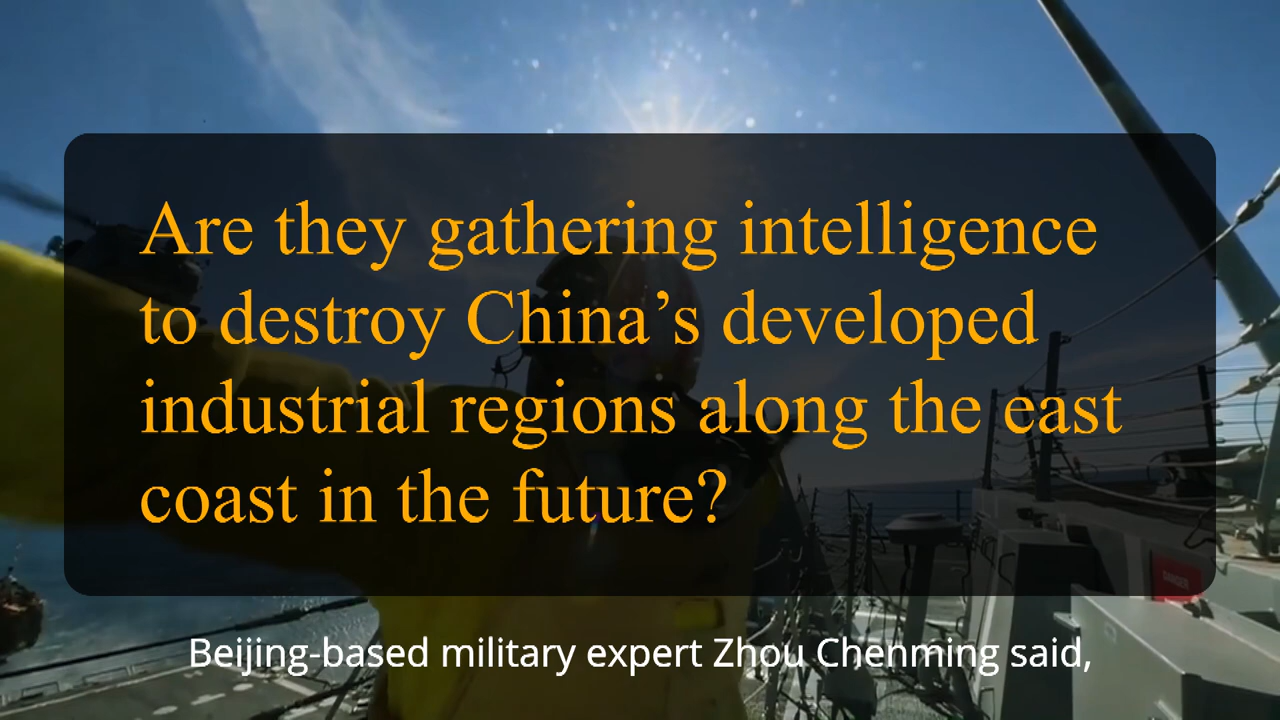 Are they gathering intelligence
to destroy China’s developed
industrial regions along the east
coast in the future?
DANGER
Beijing-based military expert Zhou Chenming said,